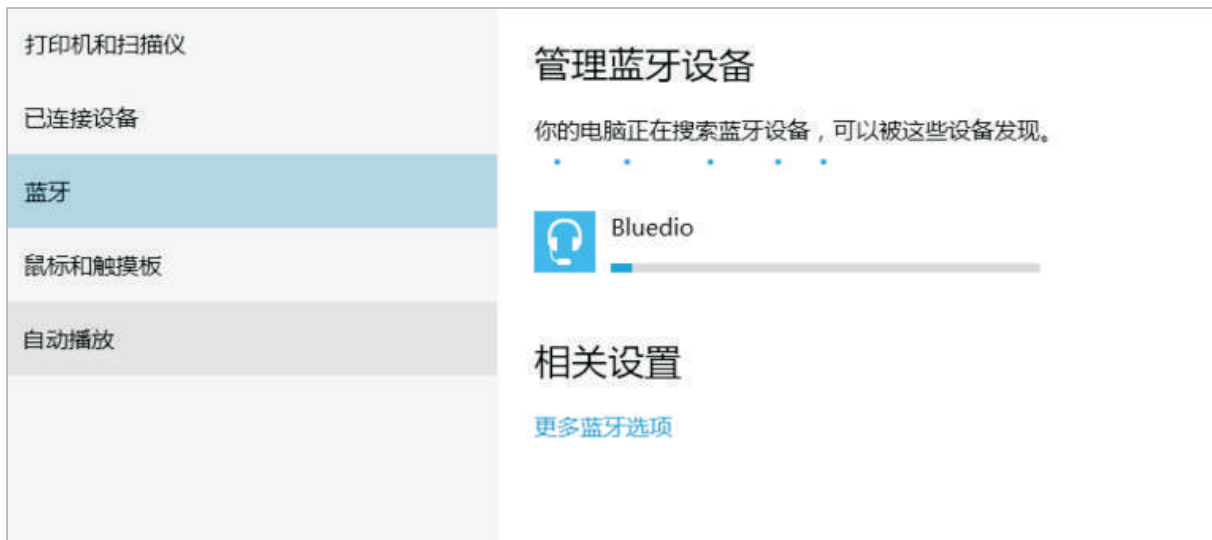 打印机和扫描仪
已连接设备
蓝牙
鼠标和触摸板
自动播放
管理蓝牙设备
你的电脑正在搜索蓝牙设备，可以被这些设备发现。
Bluedio
相关设置
更多蓝牙选项